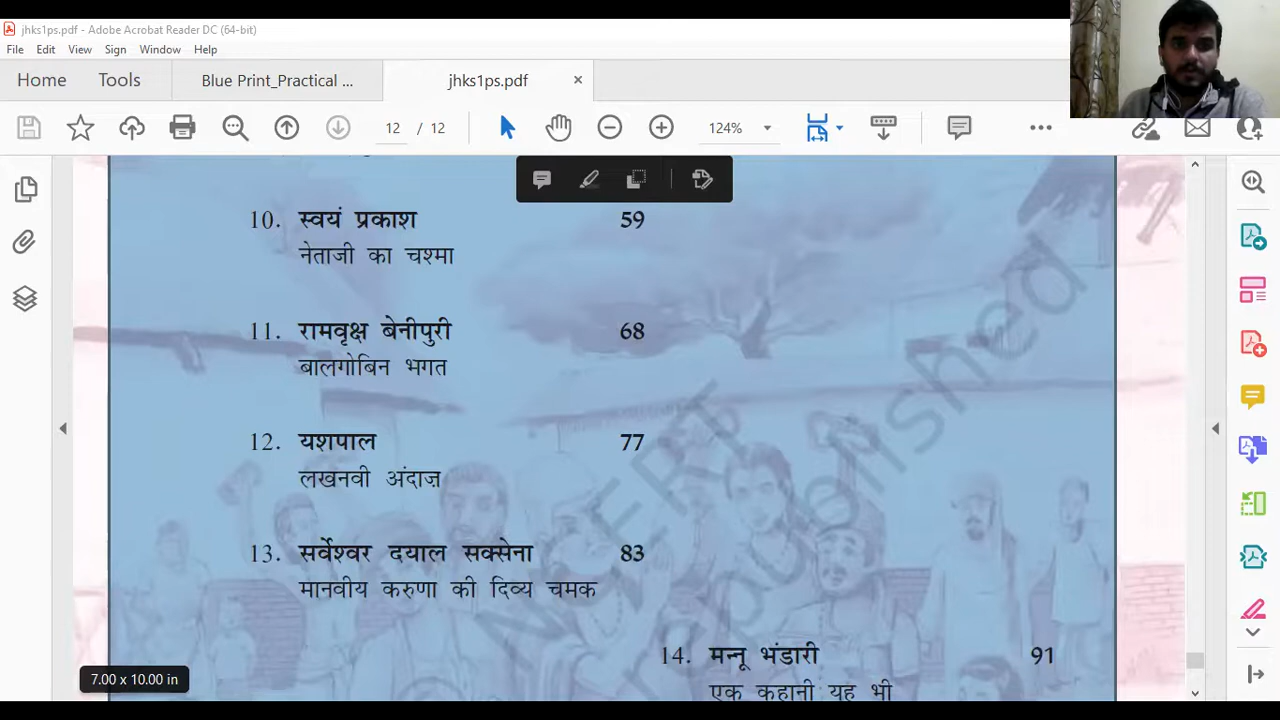 jhks1ps.pdf - Adobe Acrobat Reader DC (64-bit)
File Edit View Sign Window Help
Home Tools Blue Print_Practical ... jhks1ps.pdf ×
12 / 12 124%
10. स्वयं प्रकाश 59
नेताजी का चश्मा
11. रामवृक्ष बेनीपुरी 68
बालगोबिन भगत
12. यशपाल 77
लखनवी अंदाज़
13. सर्वेश्वर दयाल सक्सेना 83
मानवीय करुणा की दिव्य चमक
14. मन्नू भंडारी 91
एक कहानी यह भी
7.00 x 10.00 in